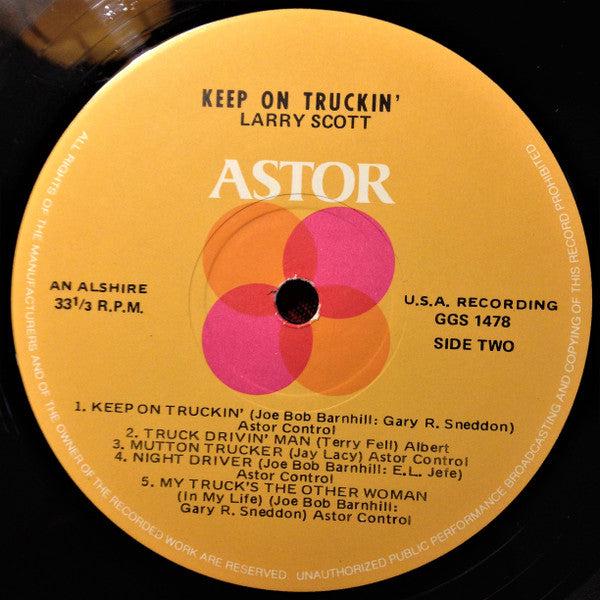 KEEP ON TRUCKIN'
LARRY SCOTT
ASTOR
AN ALSHIRE
33 1/3 R.P.M.
U.S.A. RECORDING
GGS 1478
SIDE TWO
1. KEEP ON TRUCKIN' (Joe Bob Barnhill: Gary R. Sneddon)
Astor Control
2. TRUCK DRIVIN' MAN (Terry Fell) Albert
3. MUTTON TRUCKER (Jay Lacy) Astor Control
4. NIGHT DRIVER (Joe Bob Barnhill: E.L. Jefe)
Astor Control
5. MY TRUCK'S THE OTHER WOMAN
(In My Life) (Joe Bob Barnhill:
Gary R. Sneddon) Astor Control
ALL RIGHTS OF THE MANUFACTURERS AND OF THE OWNER OF THE RECORDED WORK ARE RESERVED. UNAUTHORIZED PUBLIC PERFORMANCE BROADCASTING AND COPYING OF THIS RECORD PROHIBITED